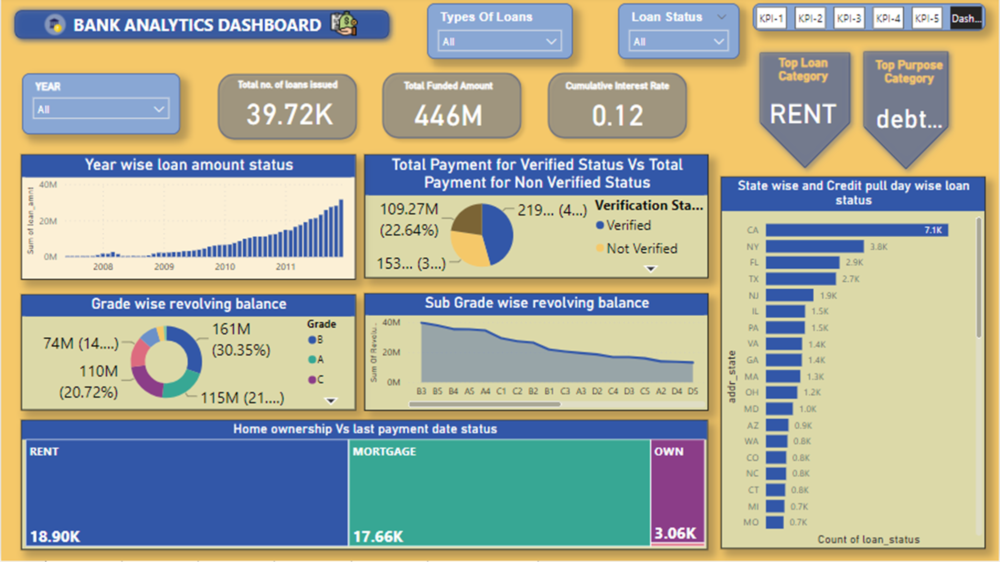 BANK ANALYTICS DASHBOARD
Types Of Loans
All
Loan Status
All
KPI-1
KPI-2
KPI-3
KPI-4
KPI-5
Dash...
YEAR
All
Total no. of loans issued
39.72K
Total Funded Amount
446M
Cumulative Interest Rate
0.12
Top Loan
Category
RENT
Top Purpose
Category
debt...
Year wise loan amount status
Sum of loan_amnt
40M
20M
0M
2008
2009
2010
2011
Total Payment for Verified Status Vs Total
Payment for Non Verified Status
109.27M
(22.64%)
219... (4...)
153... (3...)
Verification Sta...
Verified
Not Verified
State wise and Credit pull day wise loan
status
addr_state
CA 7.1K
NY 3.8K
FL 2.9K
TX 2.7K
NJ 1.9K
IL 1.5K
PA 1.5K
VA 1.4K
GA 1.4K
MA 1.3K
OH 1.2K
MD 1.0K
AZ 0.9K
WA 0.8K
CO 0.8K
NC 0.8K
CT 0.8K
MI 0.7K
MO 0.7K
Count of loan_status
Grade wise revolving balance
161M
(30.35%)
74M (14....)
110M
(20.72%)
115M (21....)
Grade
B
A
C
Sub Grade wise revolving balance
Sum Of Revolu...
40M
20M
0M
B3 B5 B4 A5 A4 C1 C2 B2 B1 C3 A3 D2 C4 D3 C5 A2 D4 D5
Home ownership Vs last payment date status
RENT
18.90K
MORTGAGE
17.66K
OWN
3.06K